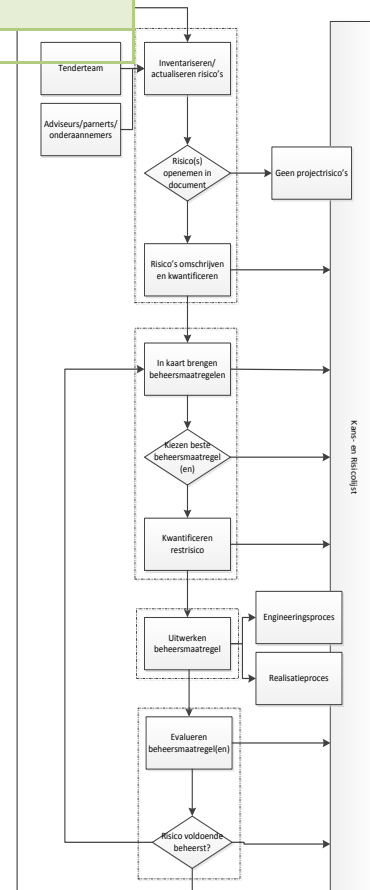 Tenderteam
Inventariseren/
actualiseren risico's
Adviseurs/parnerts/
onderaannemers
Risico(s)
openemen in
document
Geen projectrisico's
Risico's omschrijven
en kwantificeren
In kaart brengen
beheersmaatregelen
Kiezen beste
beheersmaatregel
(en)
Kans- en Risicolijst
Kwantificeren
restrisico
Engineeringsproces
Uitwerken
beheersmaatregel
Realisatieproces
Evalueren
beheersmaatregel(en)
Risico voldoende
beheerst?